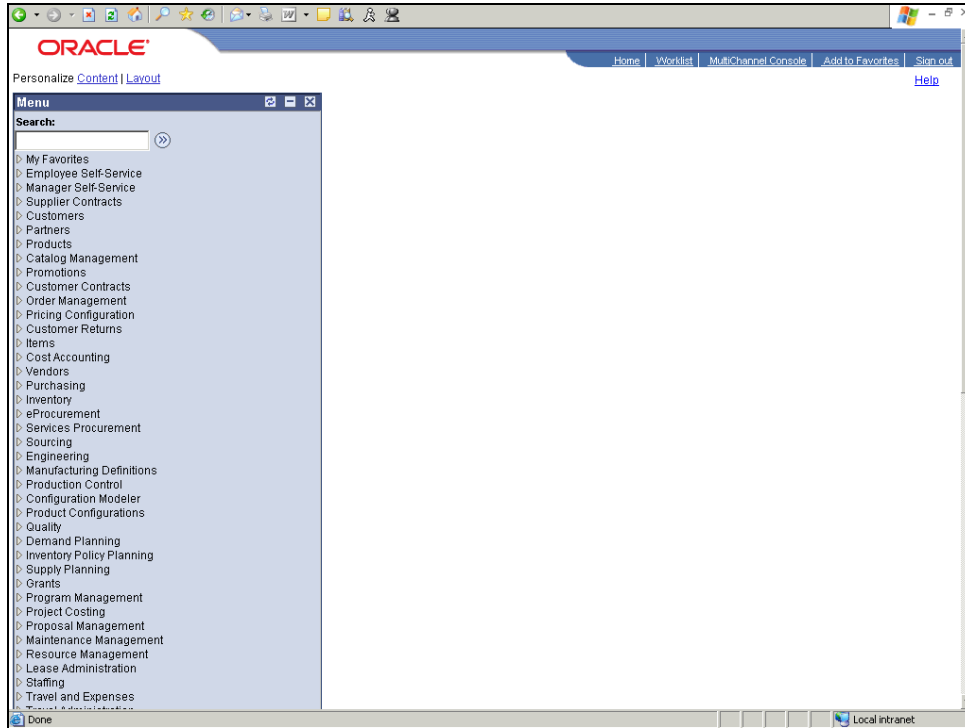 ORACLE
Home Worklist MultiChannel Console Add to Favorites Sign out
Personalize Content | Layout
Help
Menu
Search:
My Favorites
Employee Self-Service
Manager Self-Service
Supplier Contracts
Customers
Partners
Products
Catalog Management
Promotions
Customer Contracts
Order Management
Pricing Configuration
Customer Returns
Items
Cost Accounting
Vendors
Purchasing
Inventory
eProcurement
Services Procurement
Sourcing
Engineering
Manufacturing Definitions
Production Control
Configuration Modeler
Product Configurations
Quality
Demand Planning
Inventory Policy Planning
Supply Planning
Grants
Program Management
Project Costing
Proposal Management
Maintenance Management
Resource Management
Lease Administration
Staffing
Travel and Expenses
Done
Local intranet